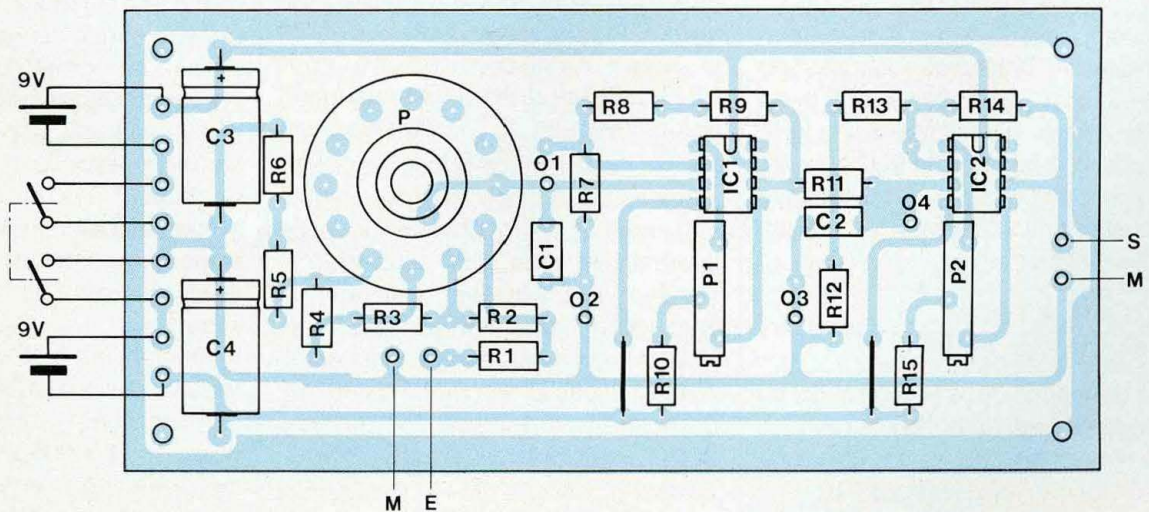 9V
+
C3
R6
P
O1
R8
R9
R13
R14
IC1
IC2
R7
R11
O4
C2
C1
P1
P2
S
M
R5
R4
R3
R2
R1
O2
O3
R12
9V
+
C4
R10
R15
M E